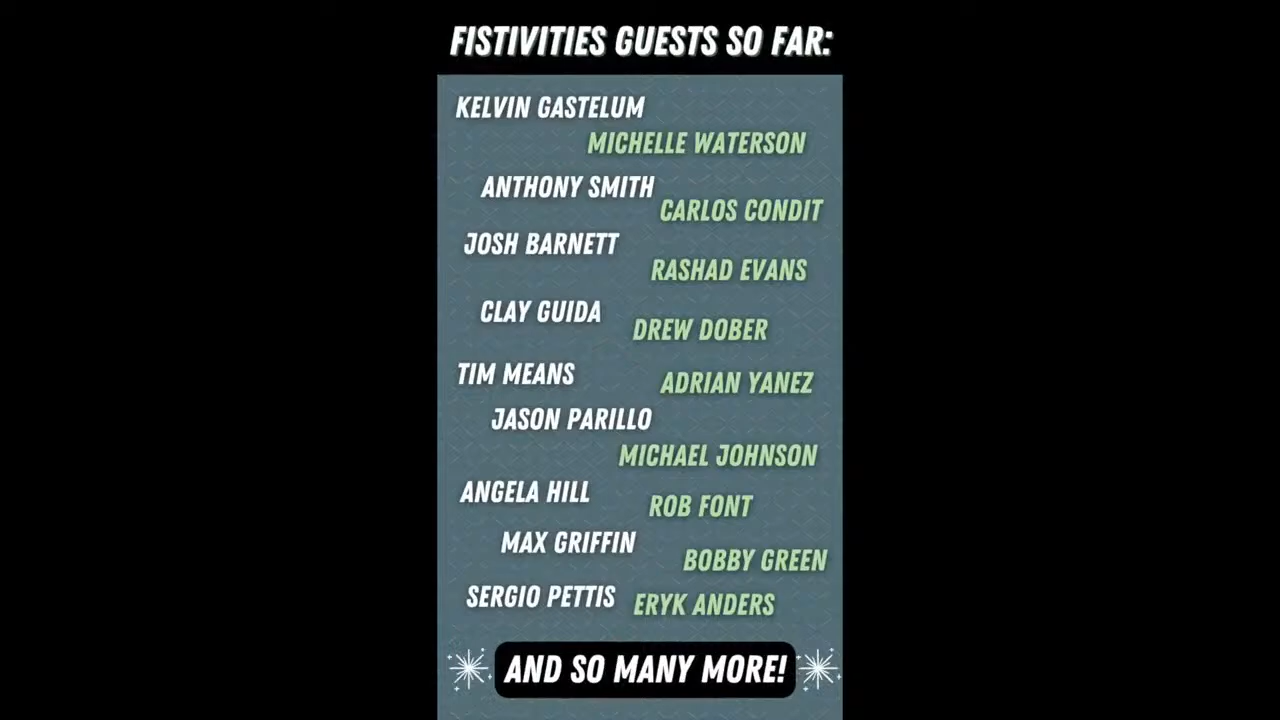 FISTIVITIES GUESTS SO FAR:
KELVIN GASTELUM
MICHELLE WATERSON
ANTHONY SMITH
CARLOS CONDIT
JOSH BARNETT
RASHAD EVANS
CLAY GUIDA
DREW DOBER
TIM MEANS
ADRIAN YANEZ
JASON PARILLO
MICHAEL JOHNSON
ANGELA HILL
ROB FONT
MAX GRIFFIN
BOBBY GREEN
SERGIO PETTIS
ERYK ANDERS
AND SO MANY MORE!